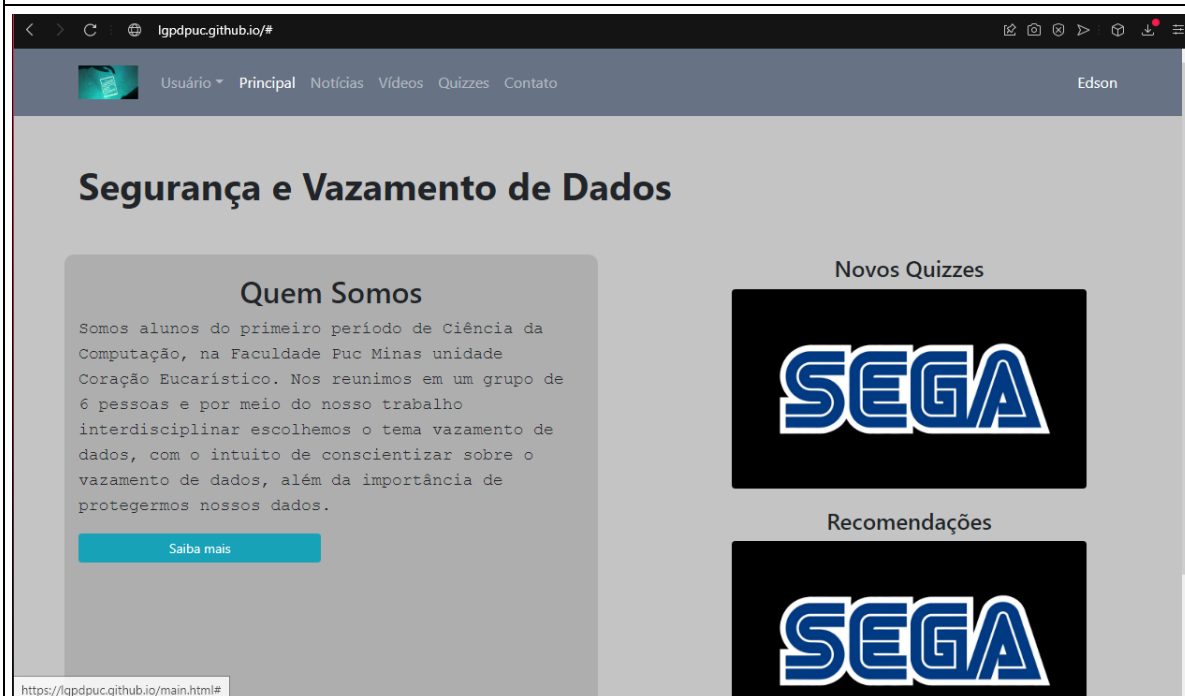 lgpdpuc.github.io/#
Usuário Principal Notícias Vídeos Quizzes Contato Edson
Segurança e Vazamento de Dados
Quem Somos
Somos alunos do primeiro período de Ciência da
Computação, na Faculdade Puc Minas unidade
Coração Eucarístico. Nos reunimos em um grupo de
6 pessoas e por meio do nosso trabalho
interdisciplinar escolhemos o tema vazamento de
dados, com o intuito de conscientizar sobre o
vazamento de dados, além da importância de
protegermos nossos dados.
Saiba mais
Novos Quizzes
SEGA
Recomendações
SEGA
https://lgpdpuc.github.io/main.html#